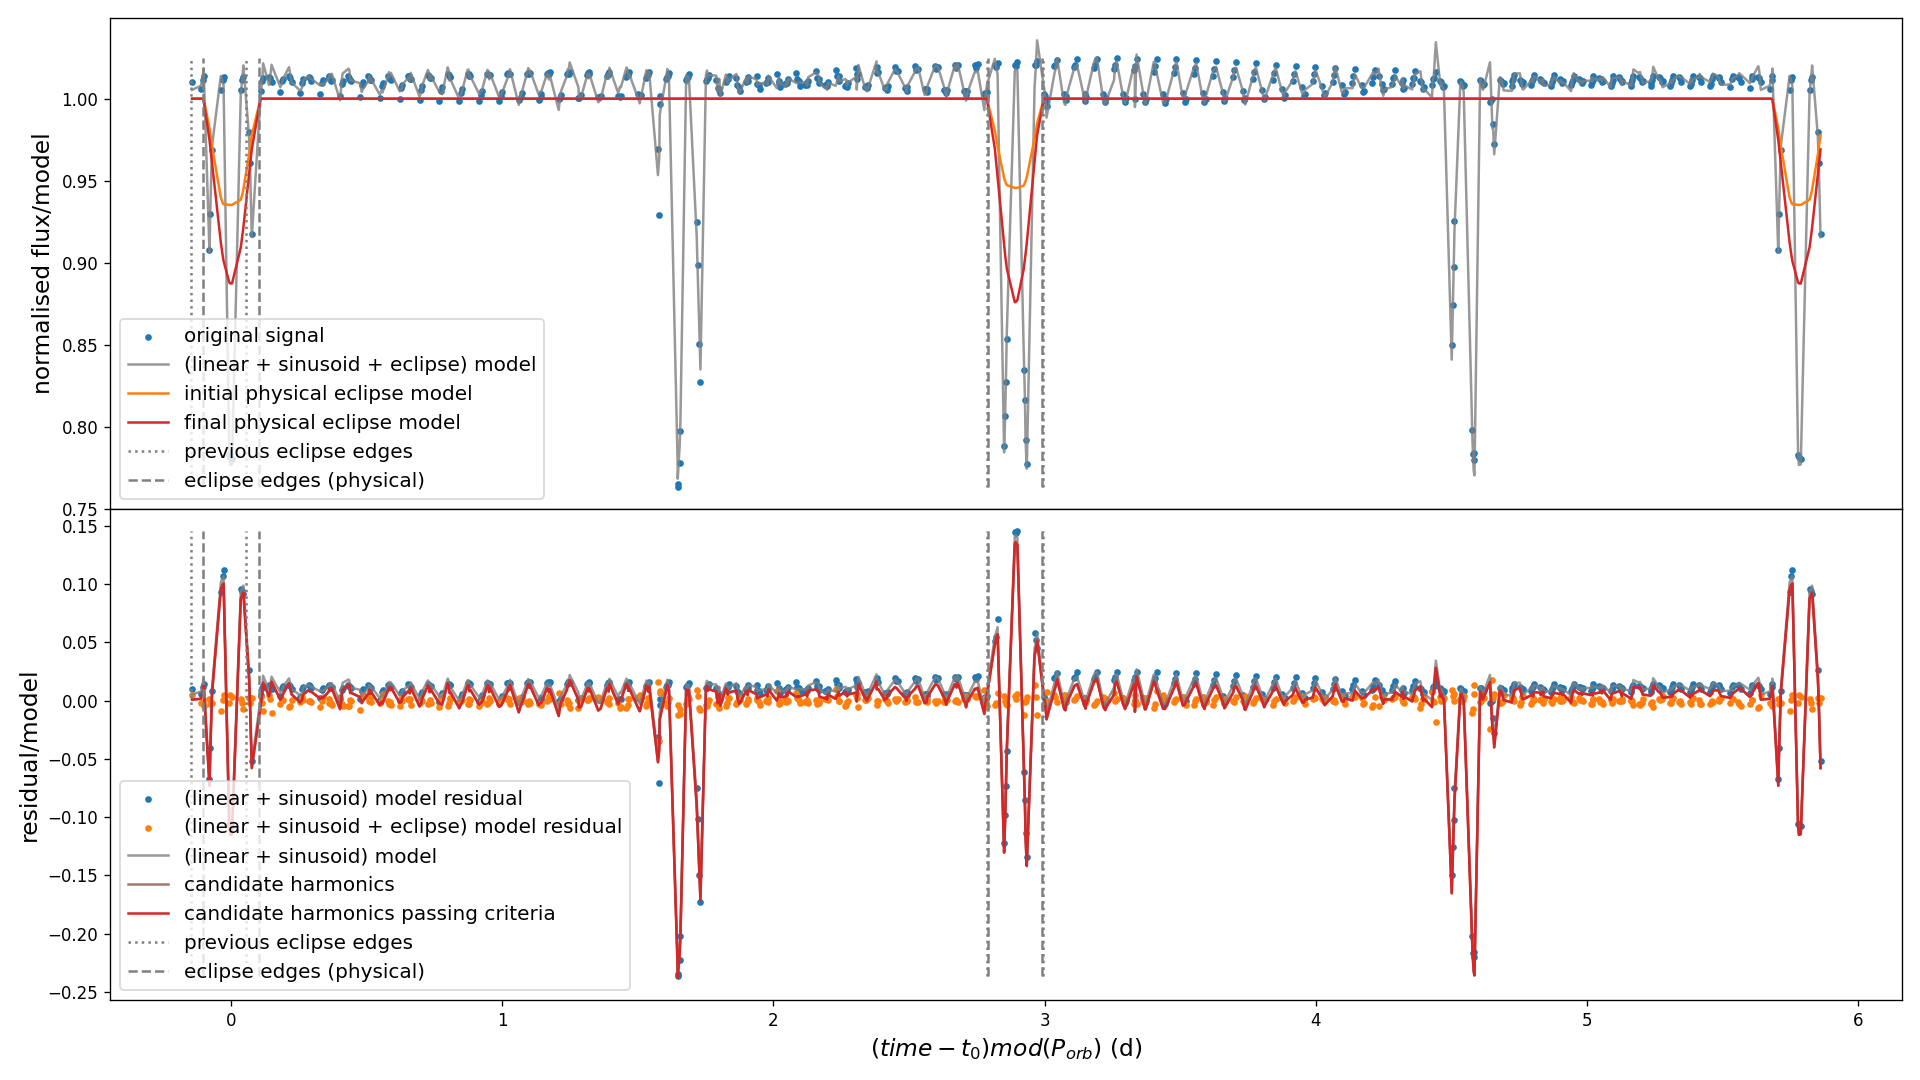 normalised flux/model
1.00
0.95
0.90
0.85
0.80
0.75
original signal
(linear + sinusoid + eclipse) model
initial physical eclipse model
final physical eclipse model
previous eclipse edges
eclipse edges (physical)
residual/model
0.15
0.10
0.05
0.00
−0.05
−0.10
−0.15
−0.20
−0.25
(linear + sinusoid) model residual
(linear + sinusoid + eclipse) model residual
(linear + sinusoid) model
candidate harmonics
candidate harmonics passing criteria
previous eclipse edges
eclipse edges (physical)
0 1 2 3 4 5 6
(time − t₀)mod(Pₒᵣb) (d)